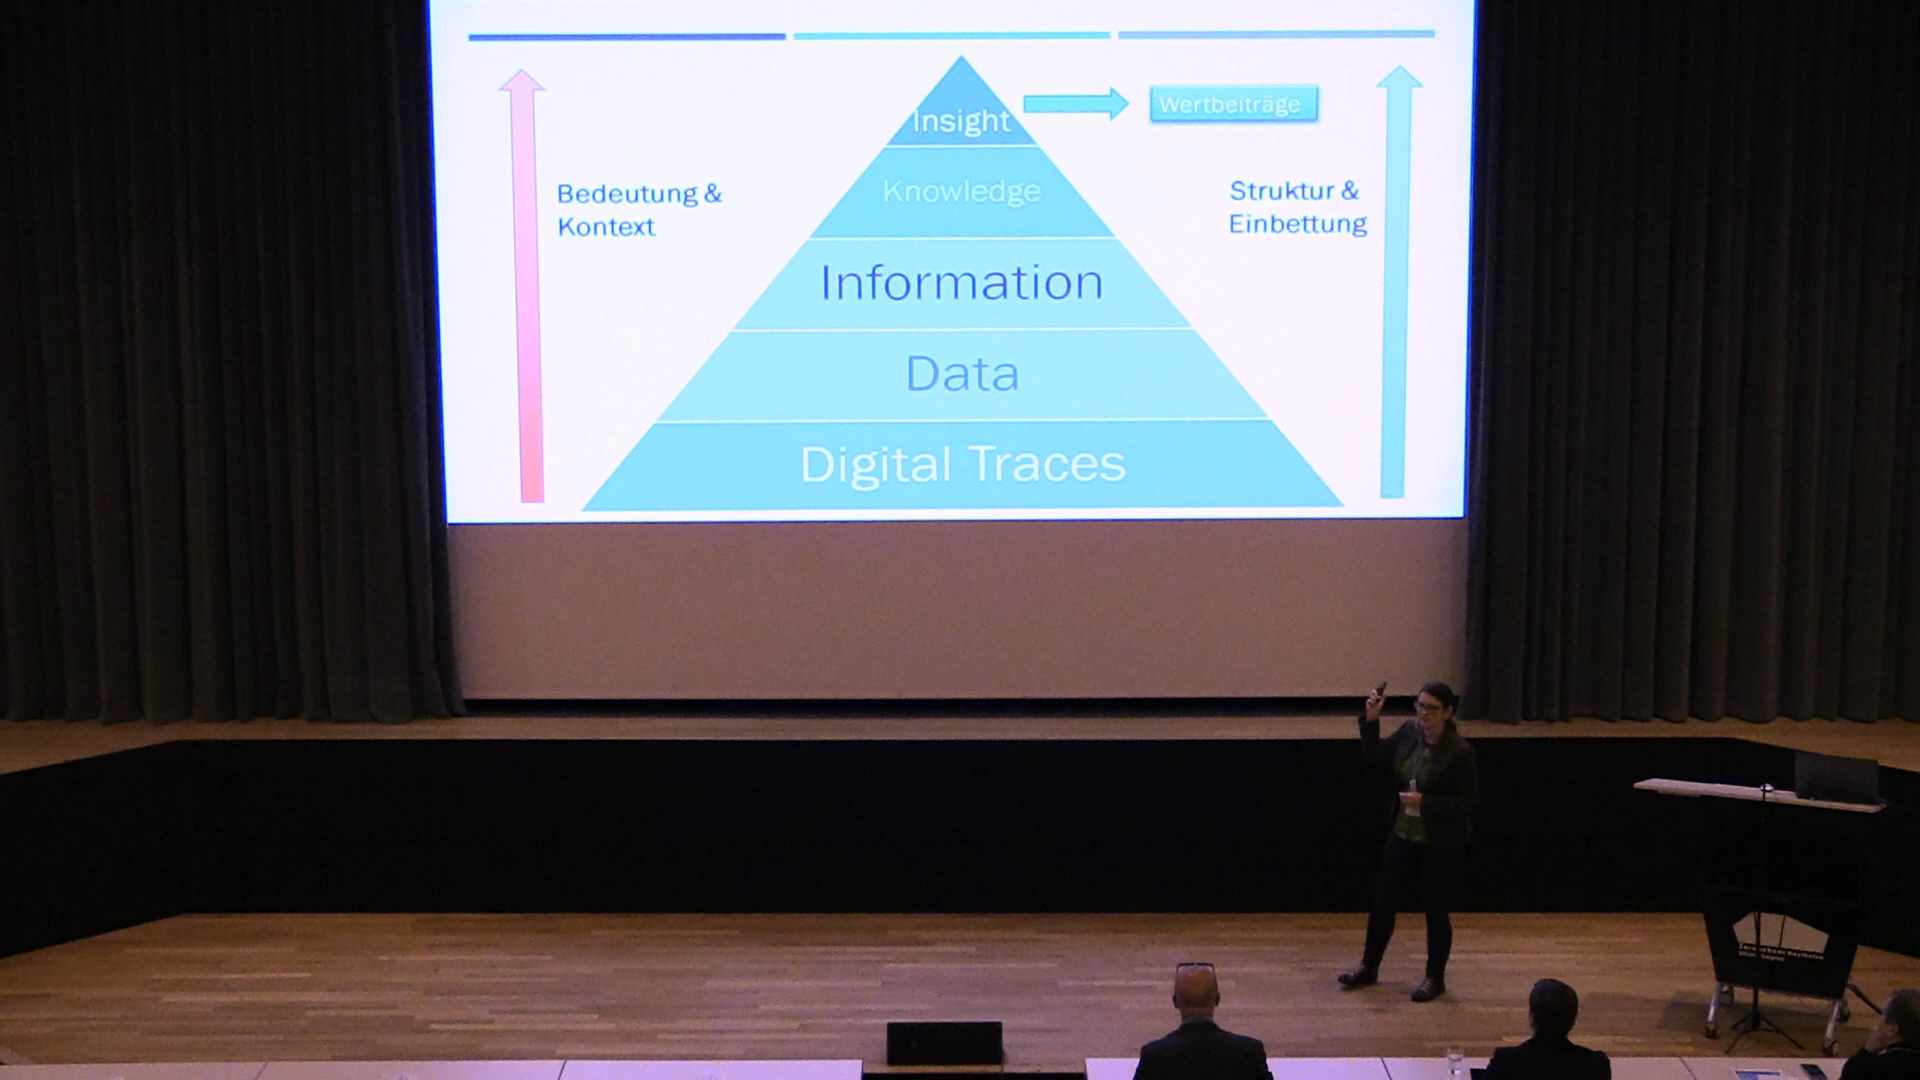 Insight
Wertbeiträge
Knowledge
Bedeutung &
Kontext
Struktur &
Einbettung
Information
Data
Digital Traces